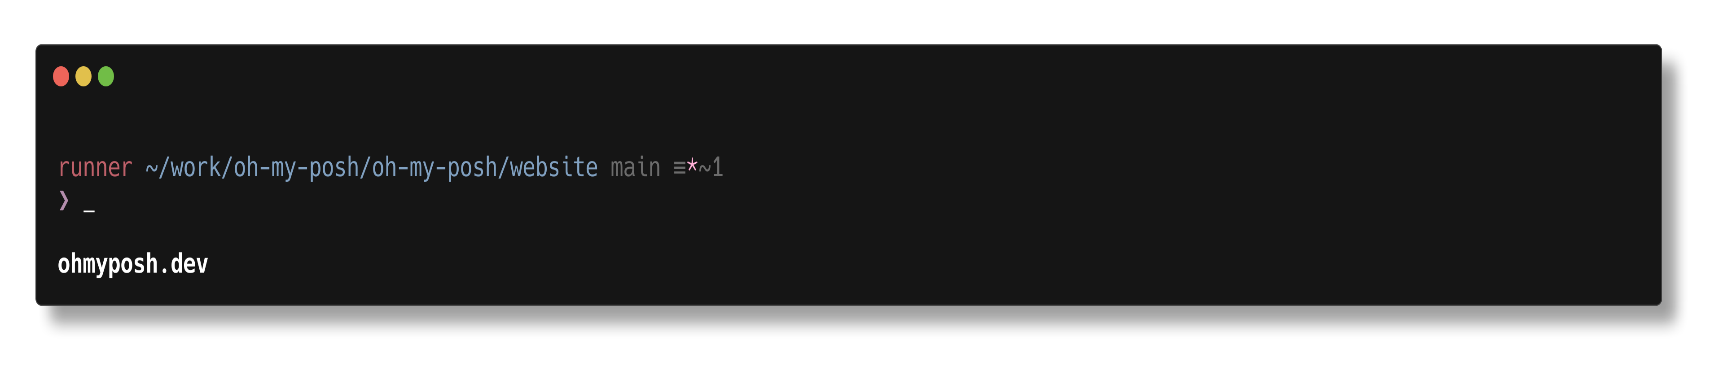 runner ~/work/oh-my-posh/oh-my-posh/website main ≡*~1
❯ _
ohmyposh.dev